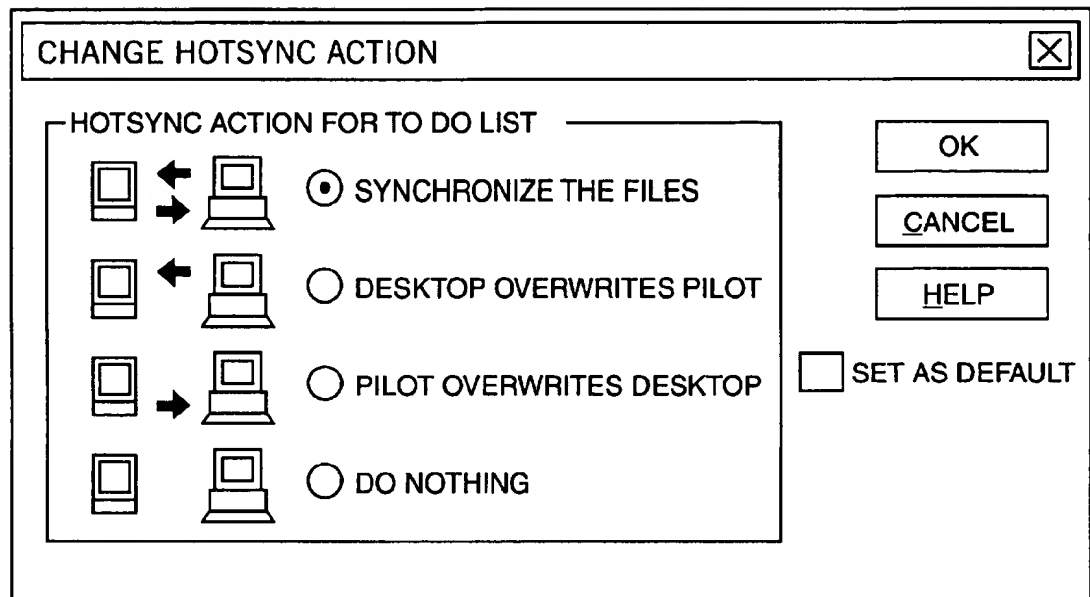 CHANGE HOTSYNC ACTION
HOTSYNC ACTION FOR TO DO LIST
SYNCHRONIZE THE FILES
DESKTOP OVERWRITES PILOT
PILOT OVERWRITES DESKTOP
DO NOTHING
OK
CANCEL
HELP
SET AS DEFAULT